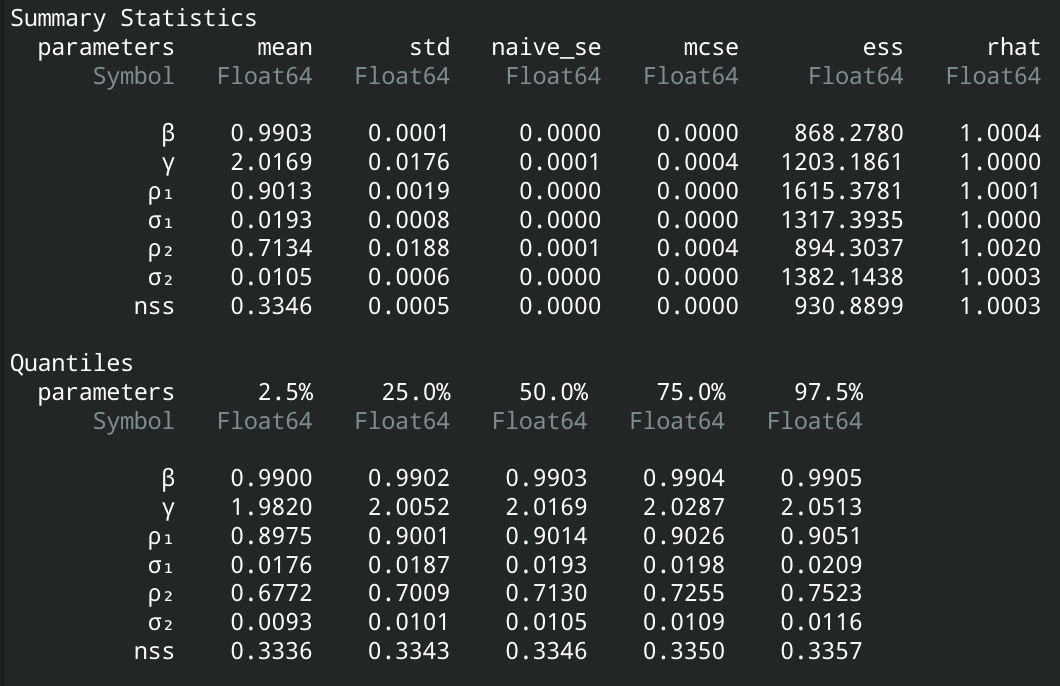 Summary Statistics
parameters mean std naive_se mcse ess rhat
Symbol Float64 Float64 Float64 Float64 Float64 Float64
β 0.9903 0.0001 0.0000 0.0000 868.2780 1.0004
γ 2.0169 0.0176 0.0001 0.0004 1203.1861 1.0000
ρ₁ 0.9013 0.0019 0.0000 0.0000 1615.3781 1.0001
σ₁ 0.0193 0.0008 0.0000 0.0000 1317.3935 1.0000
ρ₂ 0.7134 0.0188 0.0001 0.0004 894.3037 1.0020
σ₂ 0.0105 0.0006 0.0000 0.0000 1382.1438 1.0003
nss 0.3346 0.0005 0.0000 0.0000 930.8899 1.0003
Quantiles
parameters 2.5% 25.0% 50.0% 75.0% 97.5%
Symbol Float64 Float64 Float64 Float64 Float64
β 0.9900 0.9902 0.9903 0.9904 0.9905
γ 1.9820 2.0052 2.0169 2.0287 2.0513
ρ₁ 0.8975 0.9001 0.9014 0.9026 0.9051
σ₁ 0.0176 0.0187 0.0193 0.0198 0.0209
ρ₂ 0.6772 0.7009 0.7130 0.7255 0.7523
σ₂ 0.0093 0.0101 0.0105 0.0109 0.0116
nss 0.3336 0.3343 0.3346 0.3350 0.3357